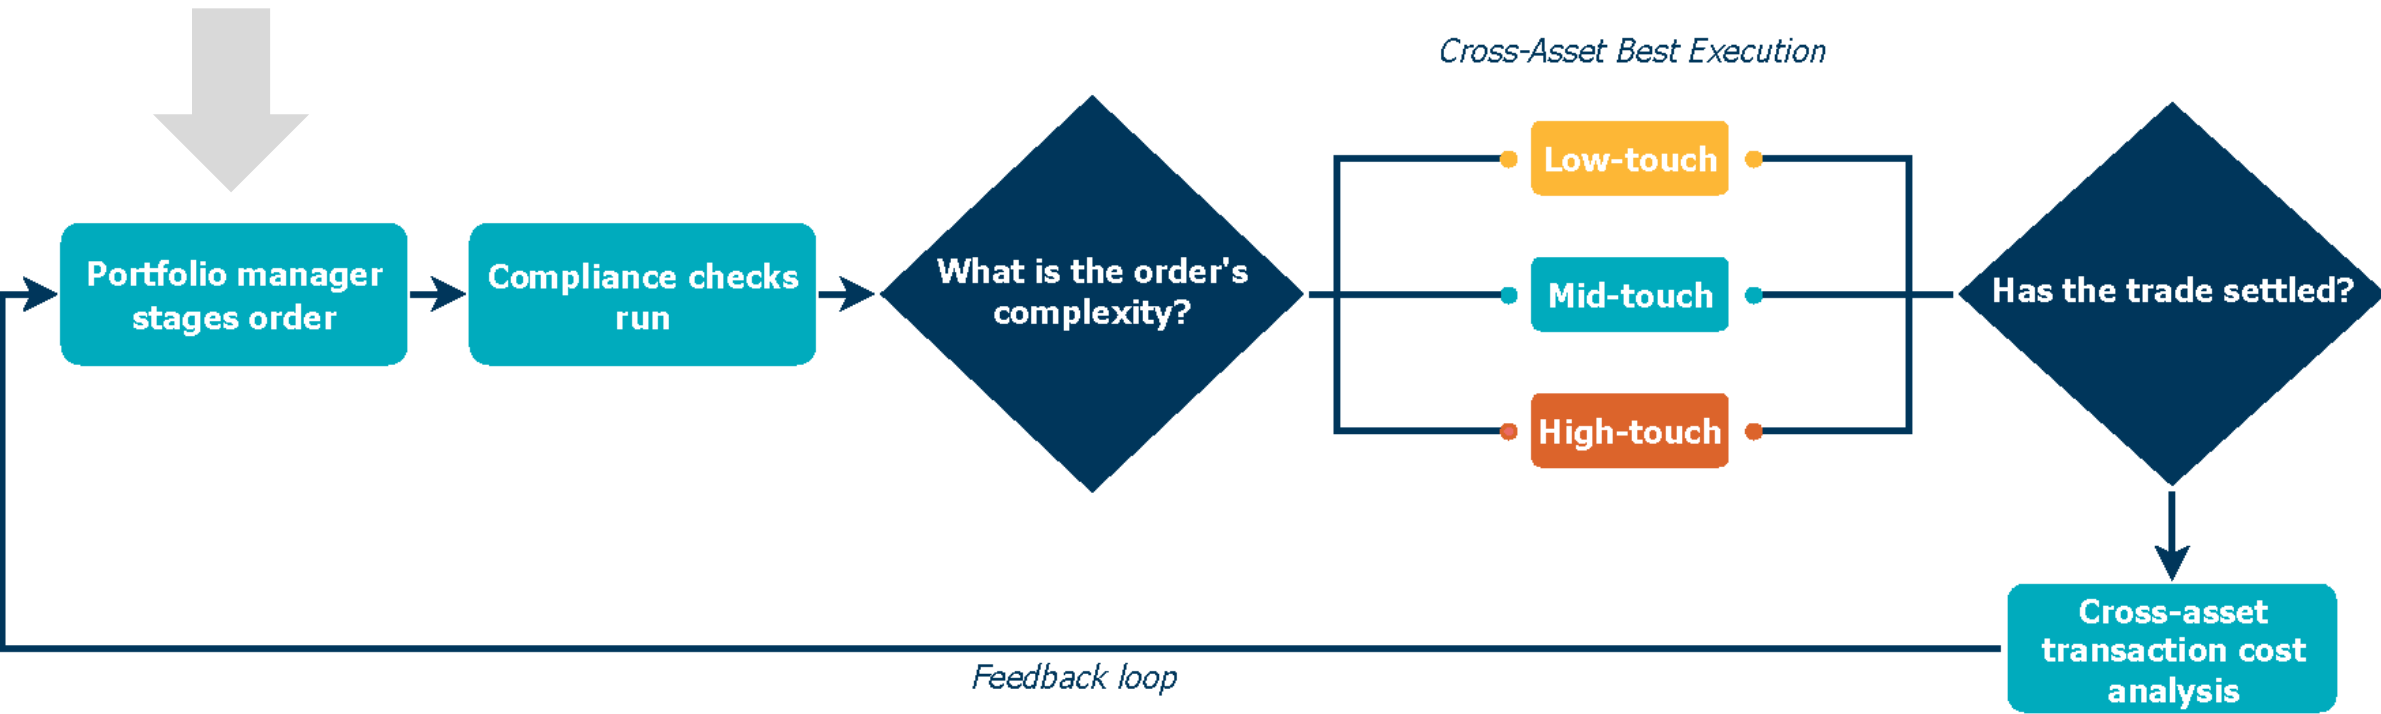 Cross-Asset Best Execution
Portfolio manager
stages order
Compliance checks
run
What is the order's
complexity?
Low-touch
Mid-touch
High-touch
Has the trade settled?
Cross-asset
transaction cost
analysis
Feedback loop